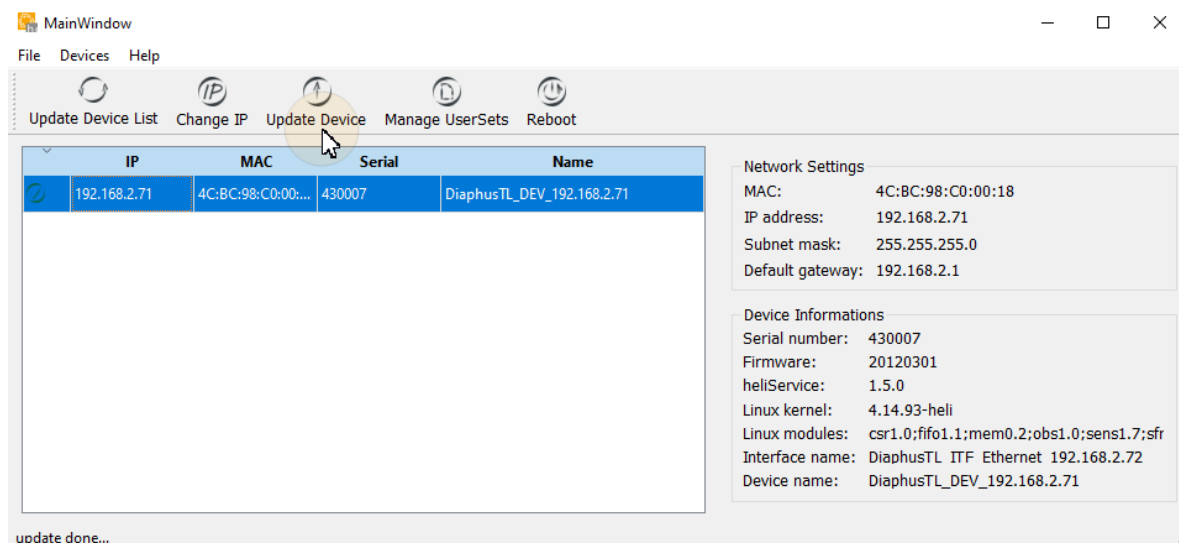 MainWindow
File Devices Help
Update Device List Change IP Update Device Manage UserSets Reboot
IP MAC Serial Name
192.168.2.71 4C:BC:98:C0:00:... 430007 DiaphusTL_DEV_192.168.2.71
Network Settings
MAC: 4C:BC:98:C0:00:18
IP address: 192.168.2.71
Subnet mask: 255.255.255.0
Default gateway: 192.168.2.1
Device Informations
Serial number: 430007
Firmware: 20120301
heliService: 1.5.0
Linux kernel: 4.14.93-heli
Linux modules: csr1.0;fifo1.1;mem0.2;obs1.0;sens1.7;sfr
Interface name: DiaphusTL_ITF_Ethernet_192.168.2.72
Device name: DiaphusTL_DEV_192.168.2.71
update done...